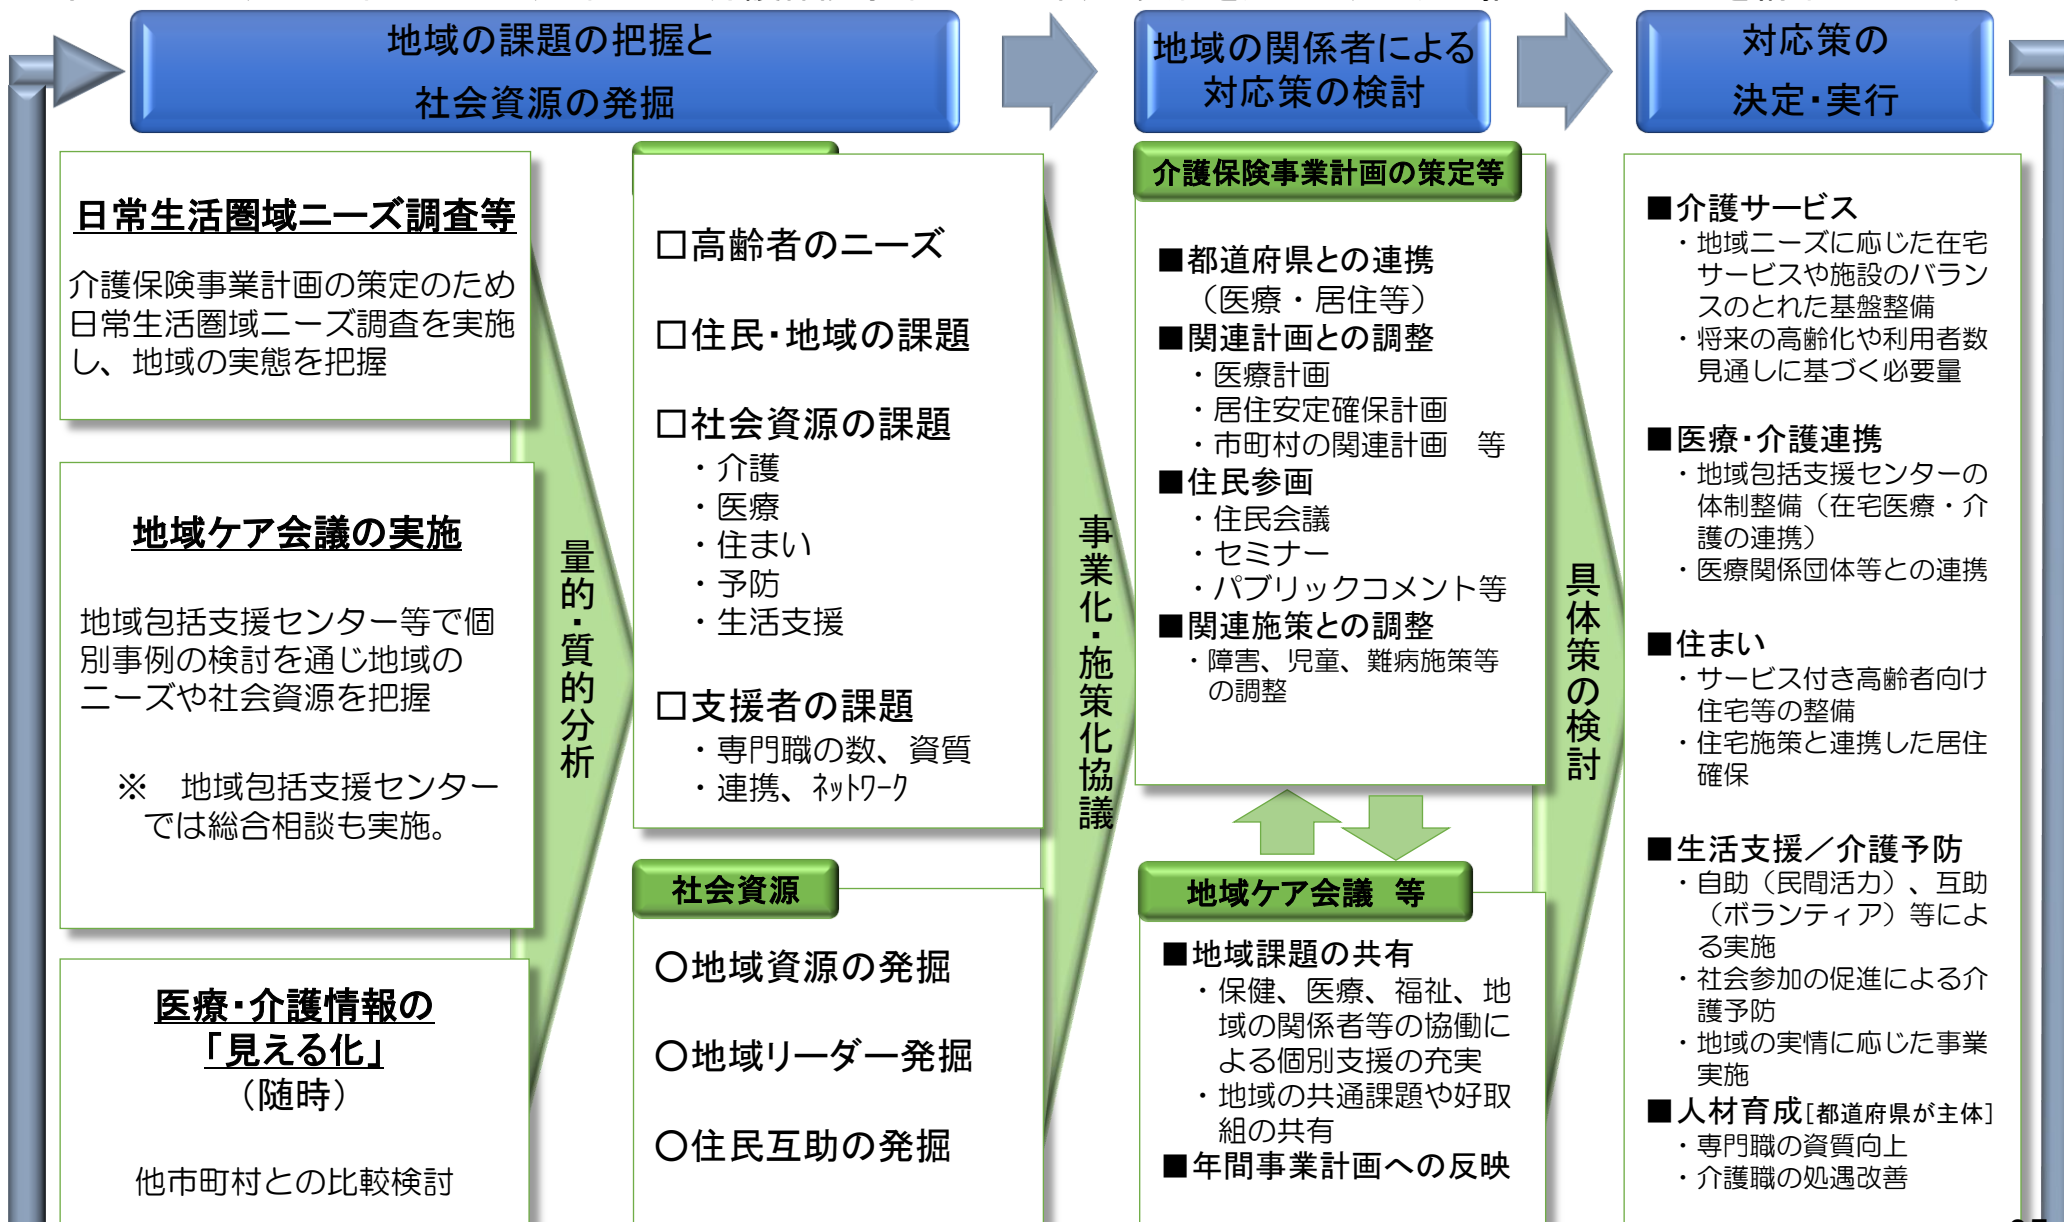 地域の課題の把握と
社会資源の発掘
地域の関係者による
対応策の検討
対応策の
決定・実行
日常生活圏域ニーズ調査等
介護保険事業計画の策定のため
日常生活圏域ニーズ調査を実施
し、地域の実態を把握
地域ケア会議の実施
地域包括支援センター等で個
別事例の検討を通じ地域の
ニーズや社会資源を把握
※ 地域包括支援センター
では総合相談も実施。
医療・介護情報の
「見える化」
（随時）
他市町村との比較検討
量的・質的分析
□高齢者のニーズ
□住民・地域の課題
□社会資源の課題
・介護
・医療
・住まい
・予防
・生活支援
□支援者の課題
・専門職の数、資質
・連携、ﾈｯﾄﾜｰｸ
社会資源
○地域資源の発掘
○地域リーダー発掘
○住民互助の発掘
事業化・施策化協議
介護保険事業計画の策定等
■都道府県との連携
（医療・居住等）
■関連計画との調整
・医療計画
・居住安定確保計画
・市町村の関連計画 等
■住民参画
・住民会議
・セミナー
・パブリックコメント等
■関連施策との調整
・障害、児童、難病施策等
の調整
地域ケア会議 等
■地域課題の共有
・保健、医療、福祉、地
域の関係者等の協働に
よる個別支援の充実
・地域の共通課題や好取
組の共有
■年間事業計画への反映
具体策の検討
■介護サービス
・地域ニーズに応じた在宅
サービスや施設のバラン
スのとれた基盤整備
・将来の高齢化や利用者数
見通しに基づく必要量
■医療・介護連携
・地域包括支援センターの
体制整備（在宅医療・介
護の連携）
・医療関係団体等との連携
■住まい
・サービス付き高齢者向け
住宅等の整備
・住宅施策と連携した居住
確保
■生活支援／介護予防
・自助（民間活力）、互助
（ボランティア）等によ
る実施
・社会参加の促進による介
護予防
・地域の実情に応じた事業
実施
■人材育成[都道府県が主体]
・専門職の資質向上
・介護職の処遇改善